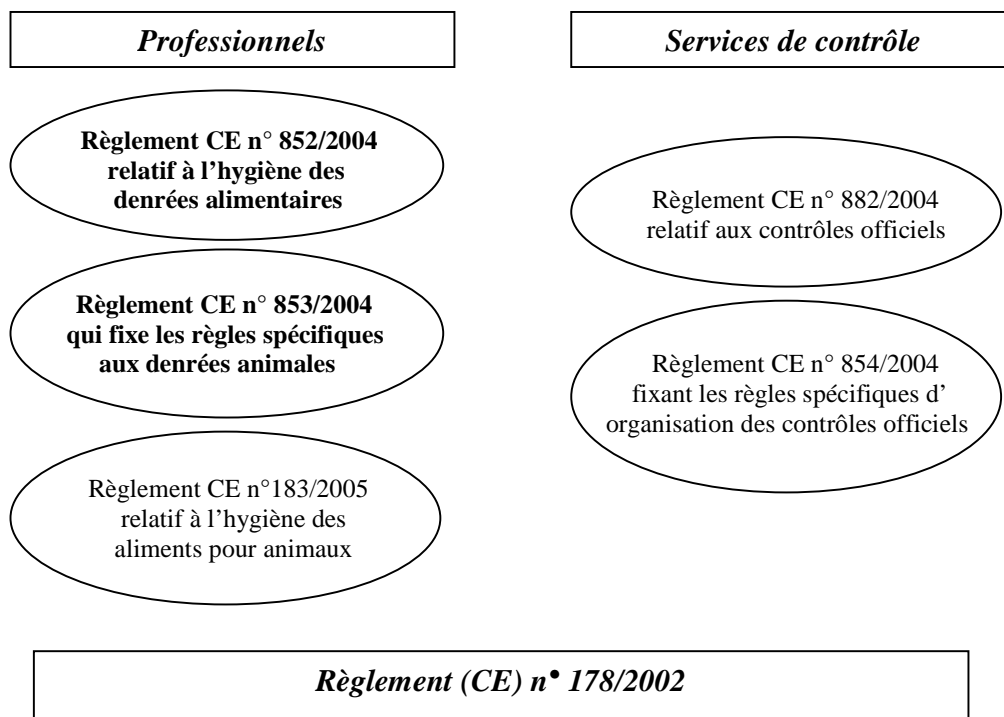 Professionnels
Règlement CE n° 852/2004
relatif à l’hygiène des
denrées alimentaires
Règlement CE n° 853/2004
qui fixe les règles spécifiques
aux denrées animales
Règlement CE n°183/2005
relatif à l’hygiène des
aliments pour animaux
Services de contrôle
Règlement CE n° 882/2004
relatif aux contrôles officiels
Règlement CE n° 854/2004
fixant les règles spécifiques d’
organisation des contrôles officiels
Règlement (CE) n• 178/2002